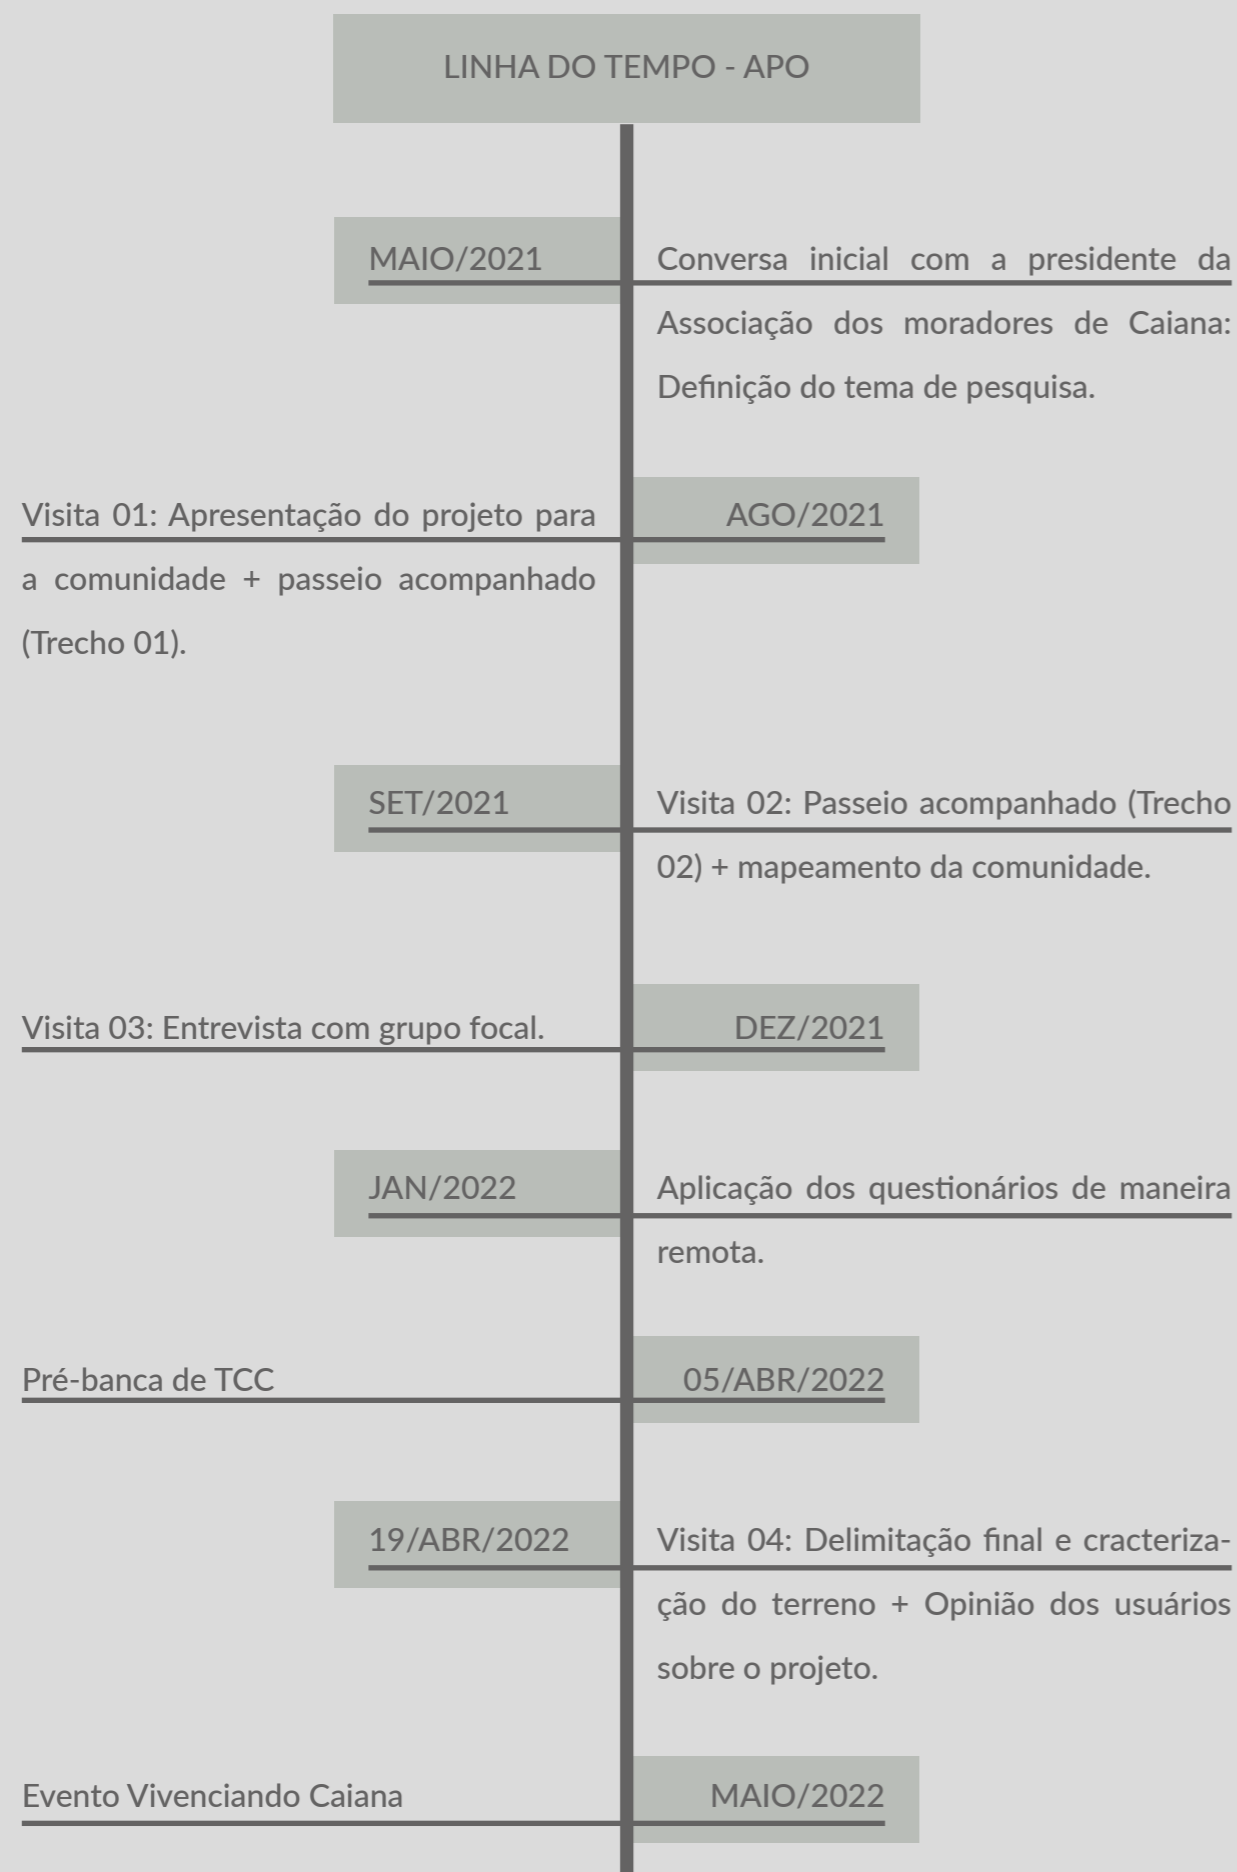 LINHA DO TEMPO - APO
MAIO/2021
Conversa inicial com a presidente da
Associação dos moradores de Caiana:
Definição do tema de pesquisa.
AGO/2021
Visita 01: Apresentação do projeto para
a comunidade + passeio acompanhado
(Trecho 01).
SET/2021
Visita 02: Passeio acompanhado (Trecho
02) + mapeamento da comunidade.
DEZ/2021
Visita 03: Entrevista com grupo focal.
JAN/2022
Aplicação dos questionários de maneira
remota.
05/ABR/2022
Pré-banca de TCC
19/ABR/2022
Visita 04: Delimitação final e cracteriza-
ção do terreno + Opinião dos usuários
sobre o projeto.
MAIO/2022
Evento Vivenciando Caiana